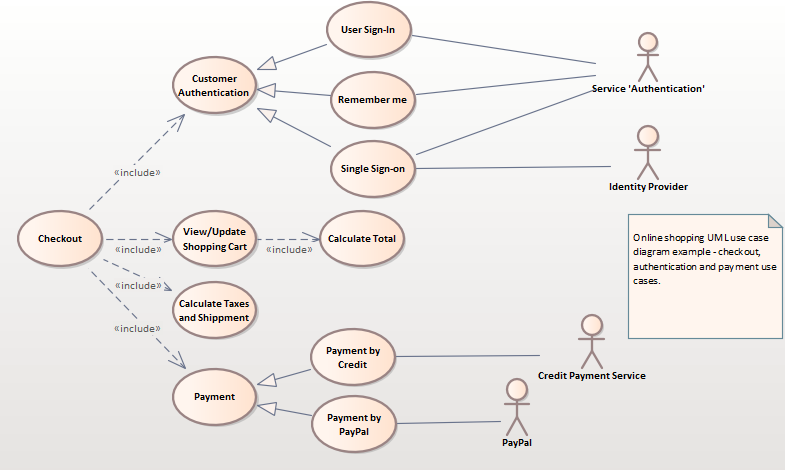 User Sign-In
Customer
Authentication
Remember me
Service 'Authentication'
«include»
Single Sign-on
Identity Provider
Checkout
«include»
View/Update
Shopping Cart
«include»
Calculate Total
Online shopping UML use case
diagram example - checkout,
authentication and payment use
cases.
«include»
Calculate Taxes
and Shippment
«include»
Payment by
Credit
Credit Payment Service
Payment
Payment by
PayPal
PayPal